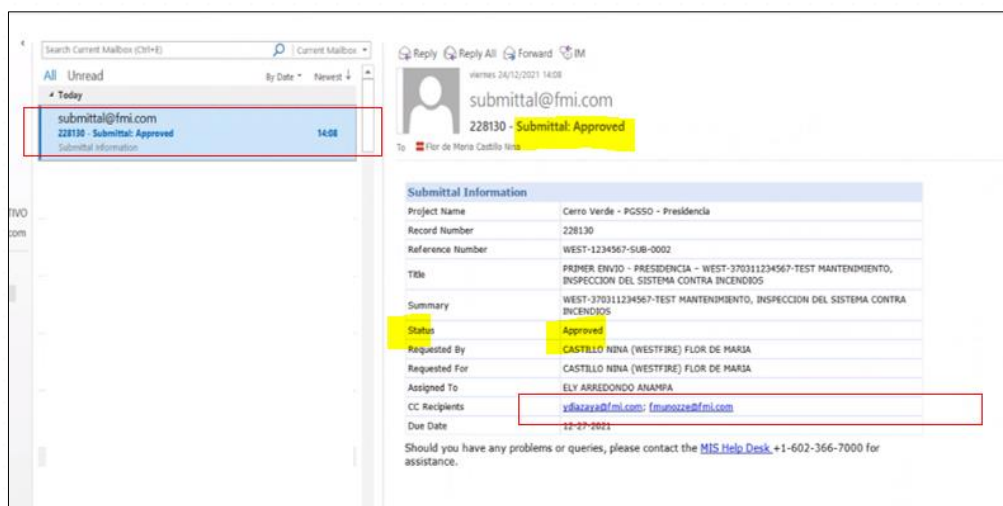 Search Current Mailbox (Ctrl+E) Current Mailbox
All Unread By Date Newest ↓
Today
submittal@fmi.com
228130 - Submittal: Approved 14:08
Submittal Information
TIVO
com
Reply Reply All Forward IM
viernes 24/12/2021 14:08
submittal@fmi.com
228130 - Submittal: Approved
To Flor de Maria Castillo Nina
Submittal Information
Project Name Cerro Verde - PGSSO - Presidencia
Record Number 228130
Reference Number WEST-1234567-SUB-0002
Title PRIMER ENVIO - PRESIDENCIA - WEST-370311234567-TEST MANTENIMIENTO,
INSPECCION DEL SISTEMA CONTRA INCENDIOS
Summary WEST-370311234567-TEST MANTENIMIENTO, INSPECCION DEL SISTEMA CONTRA
INCENDIOS
Status Approved
Requested By CASTILLO NINA (WESTFIRE) FLOR DE MARIA
Requested For CASTILLO NINA (WESTFIRE) FLOR DE MARIA
Assigned To ELY ARREDONDO ANAMPA
CC Recipients ydiazaya@fmi.com; fmunozze@fmi.com
Due Date 12-27-2021
Should you have any problems or queries, please contact the MIS Help Desk +1-602-366-7000 for
assistance.